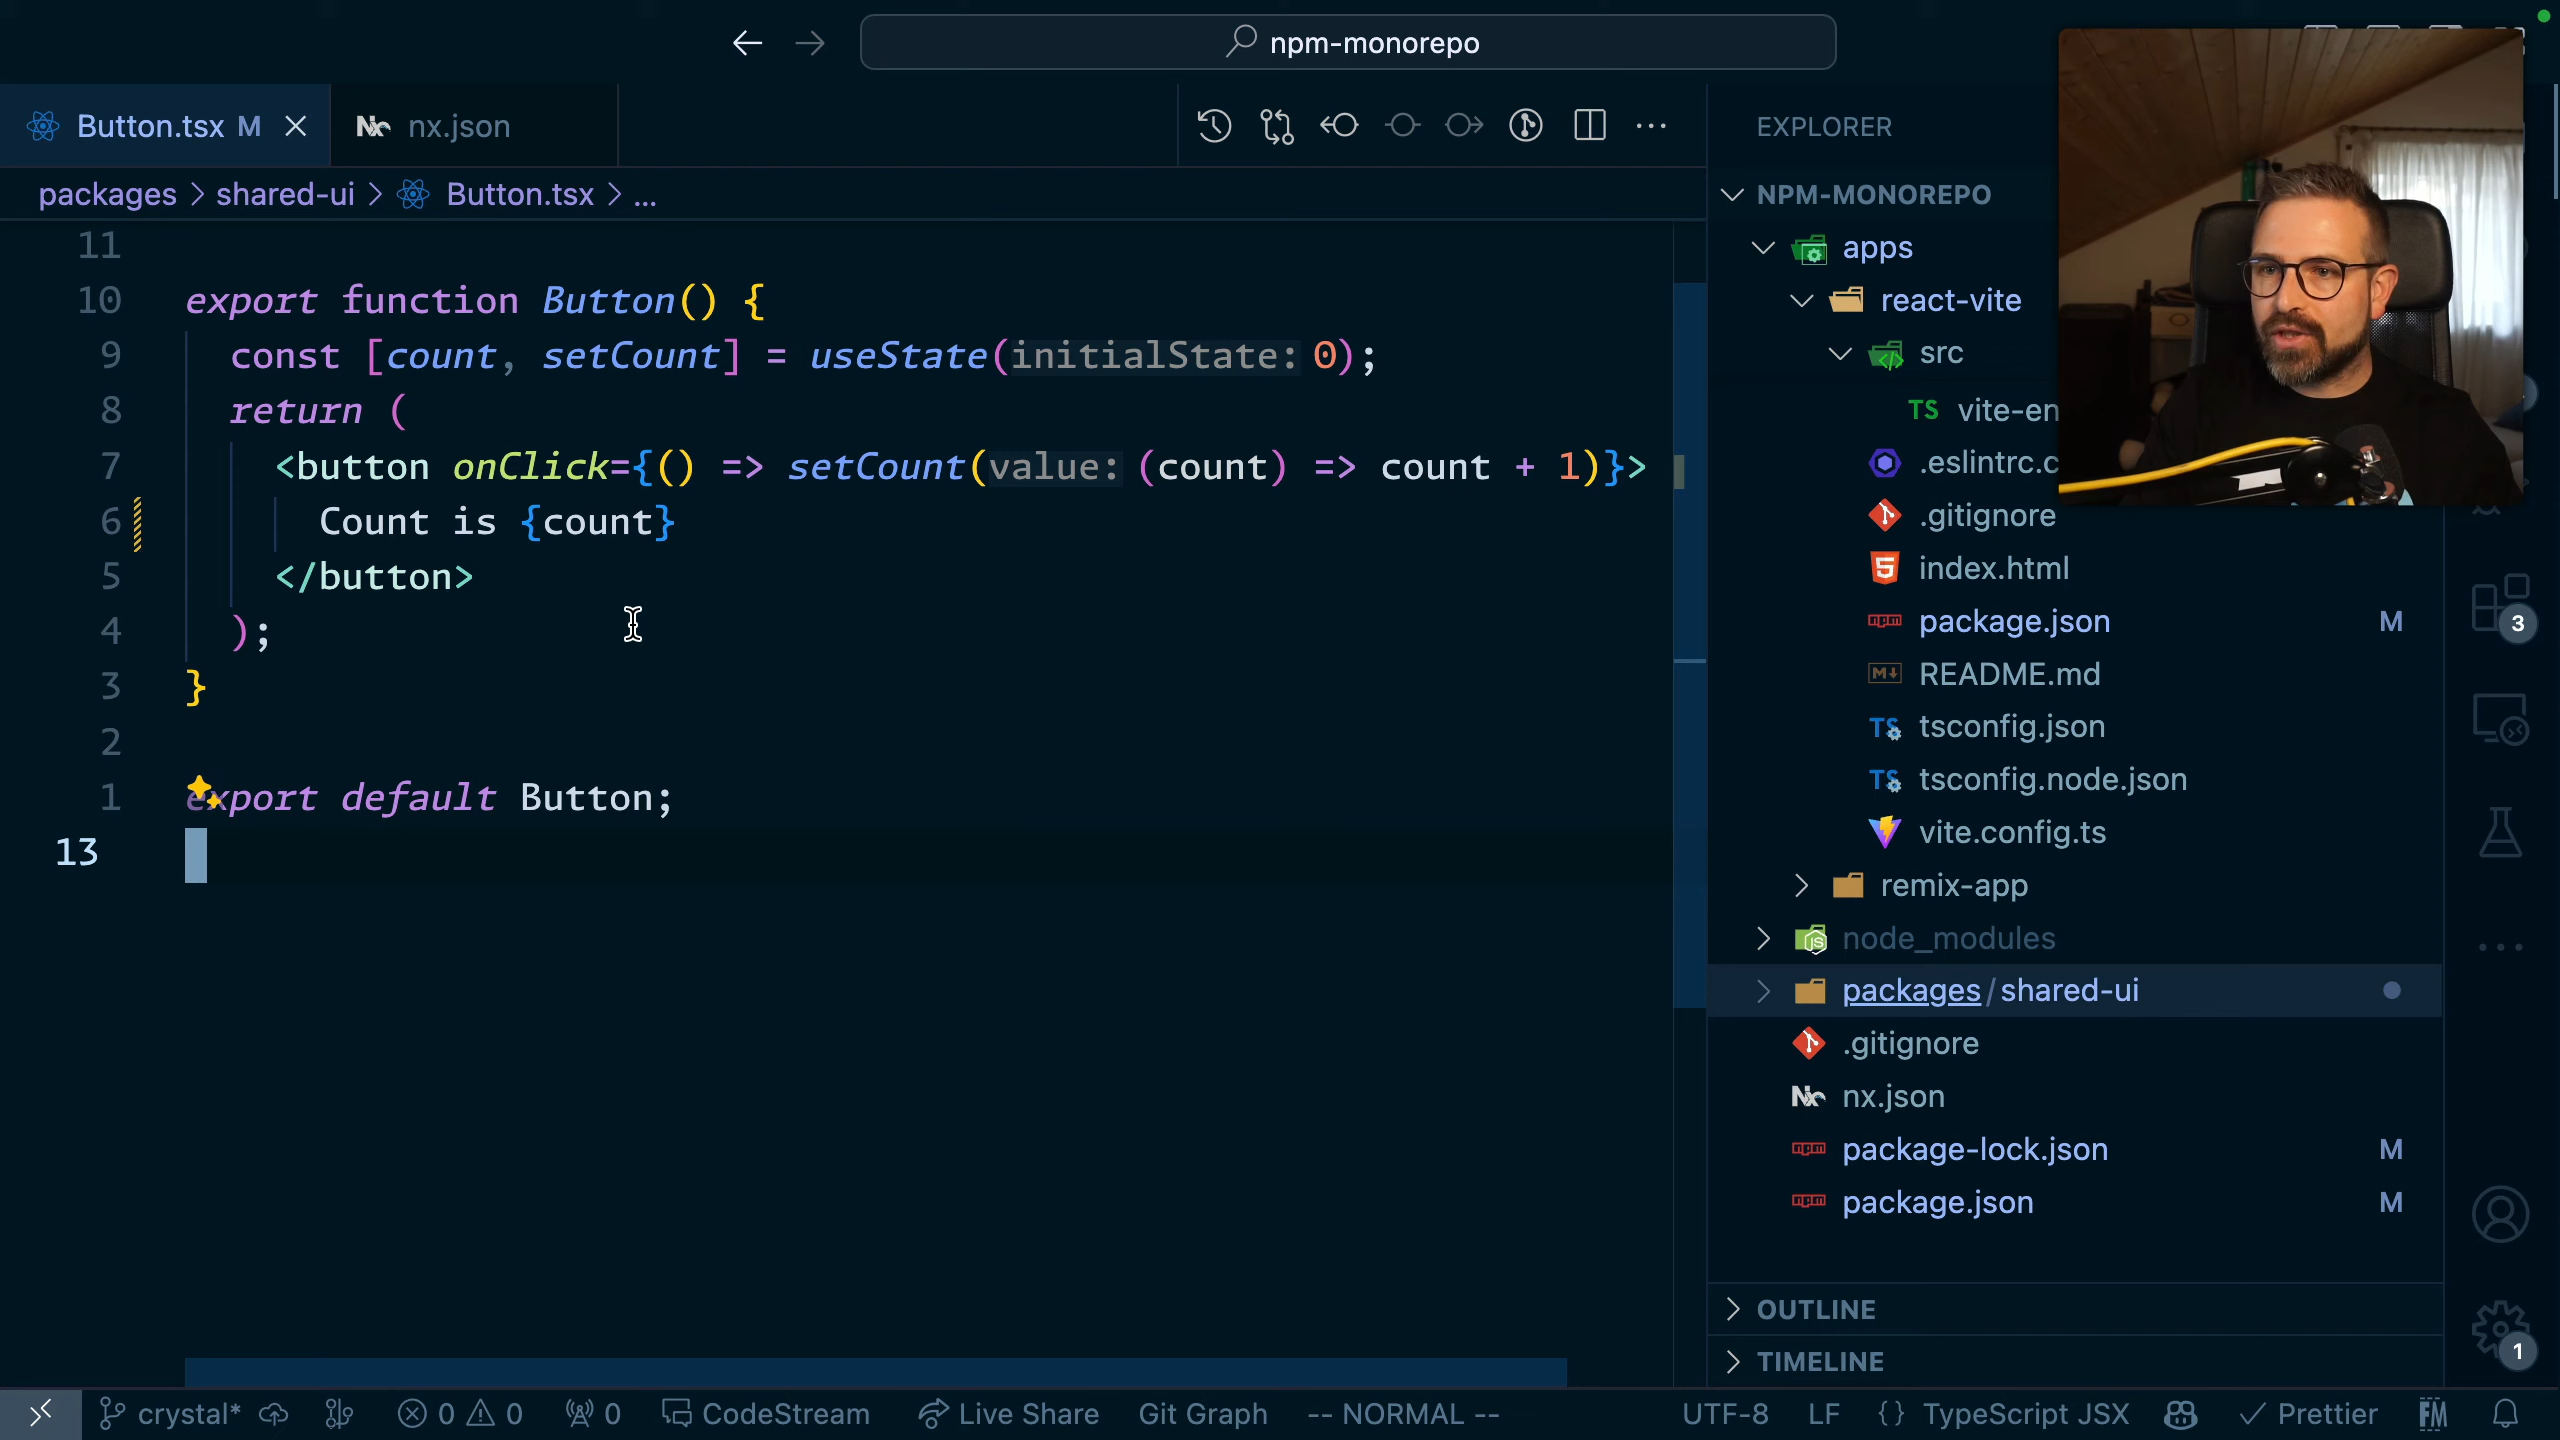 npm-monorepo
Button.tsx M
nx.json
packages > shared-ui > Button.tsx > ...
11
10 export function Button() {
9 const [count, setCount] = useState(initialState: 0);
8 return (
7 <button onClick={() => setCount(value: (count) => count + 1)}>
6 Count is {count}
5 </button>
4 );
3 }
2
1 export default Button;
13
EXPLORER
NPM-MONOREPO
apps
react-vite
src
TS vite-en
.eslintrc.c
.gitignore
index.html
package.json M
README.md
TS tsconfig.json
TS tsconfig.node.json
vite.config.ts
remix-app
node_modules
packages/shared-ui
.gitignore
nx.json
package-lock.json M
package.json M
OUTLINE
TIMELINE
3
1
crystal* 0 0 0 CodeStream Live Share Git Graph -- NORMAL -- UTF-8 LF {} TypeScript JSX Prettier FM